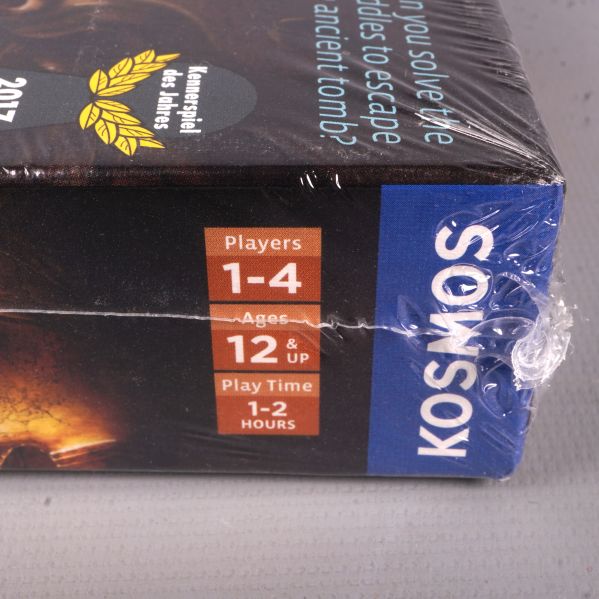 n you solve the
ddles to escape
ancient tomb?
Kennerspiel
des Jahres
2017
Players
1-4
Ages
12 & UP
Play Time
1-2
HOURS
KOSMOS